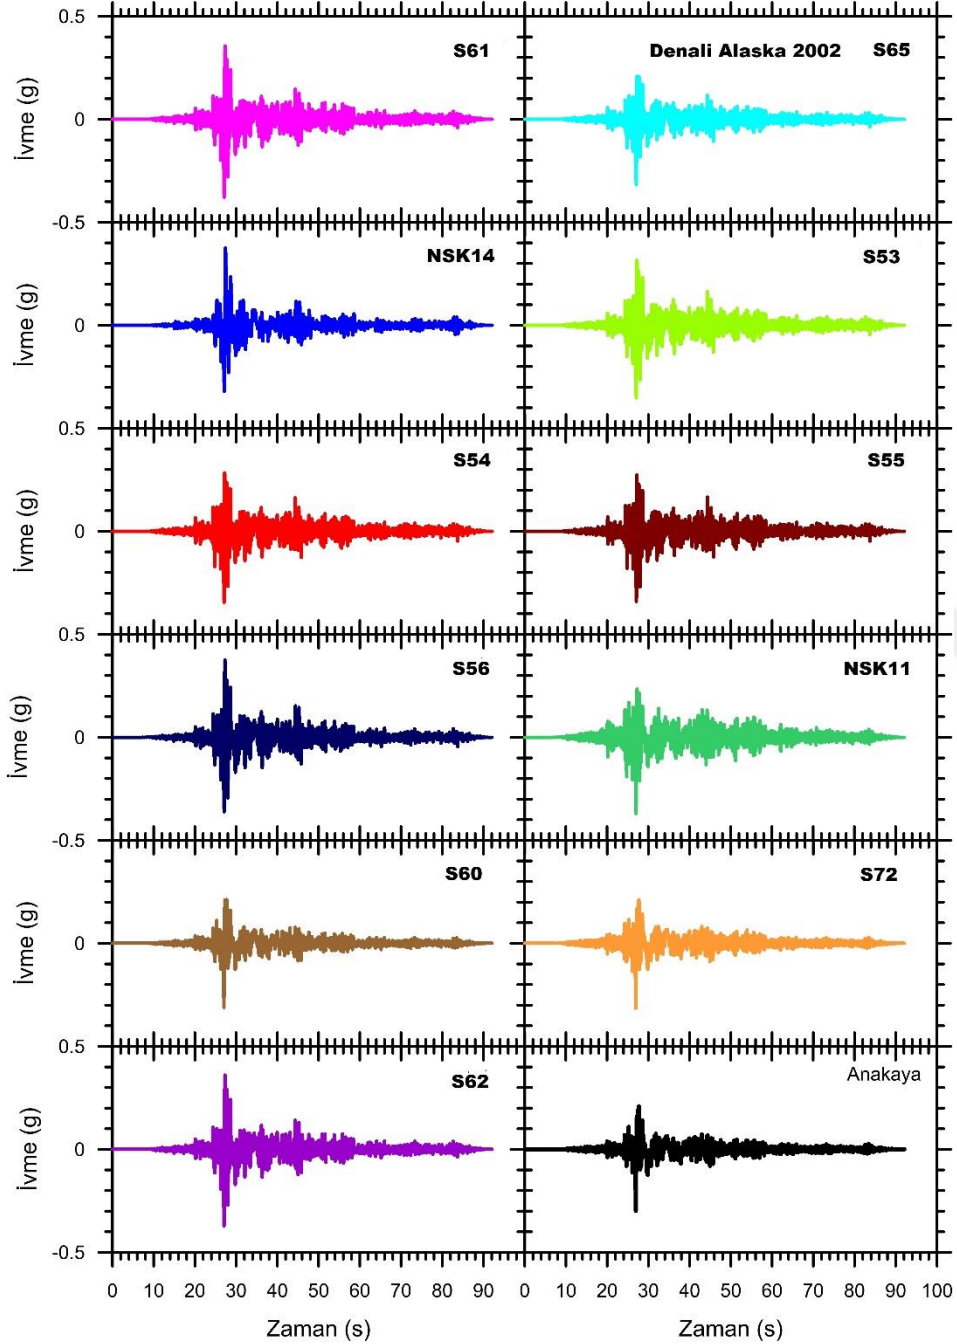 0.5
S61
Denali Alaska 2002 S65
0
İvme (g)
-0.5
NSK14
S53
0
İvme (g)
0.5
S54
S55
0
İvme (g)
0.5
S56
NSK11
0
İvme (g)
-0.5
S60
S72
0
İvme (g)
0.5
S62
Anakaya
0
İvme (g)
-0.5
0 10 20 30 40 50 60 70 80 90 0 10 20 30 40 50 60 70 80 90 100
Zaman (s) Zaman (s)